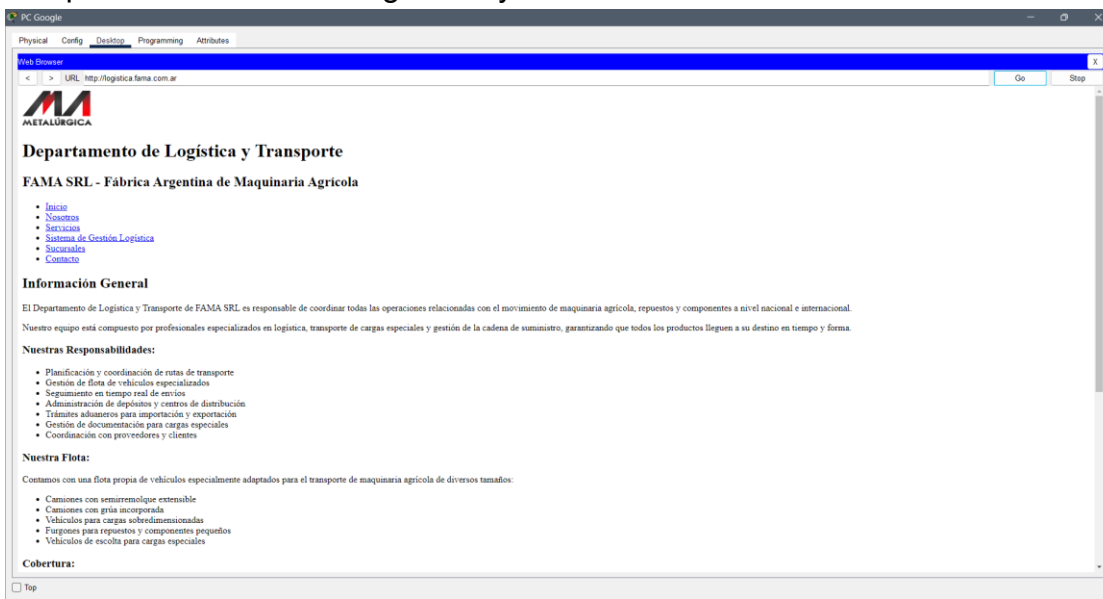 PC Google
Physical Config Desktop Programming Attributes
Web Browser
X
< > URL http://logistica.fama.com.ar Go Stop
METALÚRGICA
Departamento de Logística y Transporte
FAMA SRL - Fábrica Argentina de Maquinaria Agrícola
Inicio
Nosotros
Servicios
Sistema de Gestión Logística
Sucursales
Contacto
Información General
El Departamento de Logística y Transporte de FAMA SRL es responsable de coordinar todas las operaciones relacionadas con el movimiento de maquinaria agrícola, repuestos y componentes a nivel nacional e internacional.
Nuestro equipo está compuesto por profesionales especializados en logística, transporte de cargas especiales y gestión de la cadena de suministro, garantizando que todos los productos lleguen a su destino en tiempo y forma.
Nuestras Responsabilidades:
Planificación y coordinación de rutas de transporte
Gestión de flota de vehículos especializados
Seguimiento en tiempo real de envíos
Administración de depósitos y centros de distribución
Trámites aduaneros para importación y exportación
Gestión de documentación para cargas especiales
Coordinación con proveedores y clientes
Nuestra Flota:
Contamos con una flota propia de vehículos especialmente adaptados para el transporte de maquinaria agrícola de diversos tamaños:
Camiones con semirremolque extensible
Camiones con grúa incorporada
Vehículos para cargas sobredimensionadas
Furgones para repuestos y componentes pequeños
Vehículos de escolta para cargas especiales
Cobertura:
Top